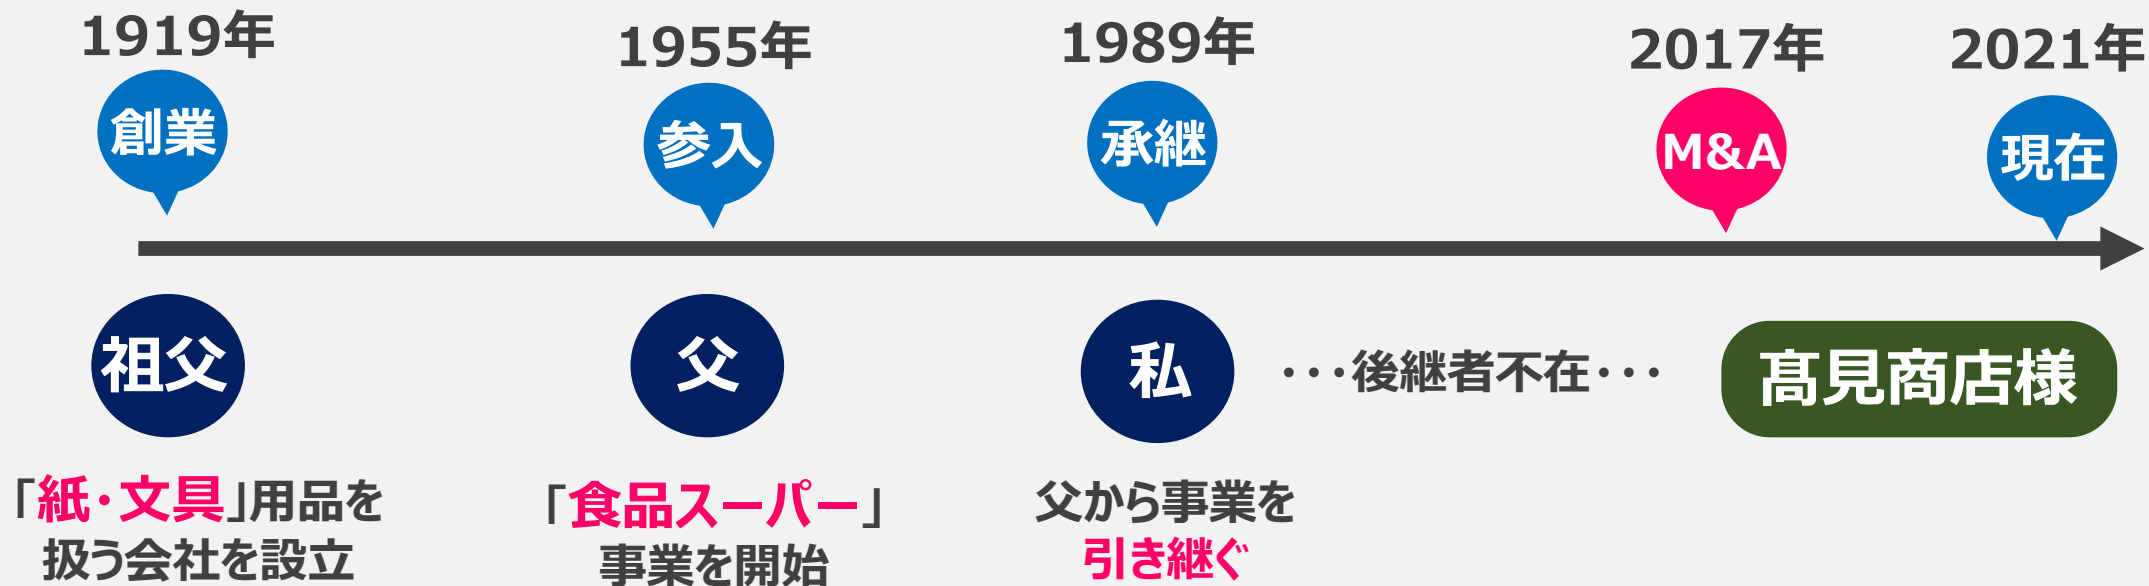 1919年
1955年
1989年
2017年
2021年
創業
参入
承継
M&A
現在
祖父
父
私
･･･後継者不在･･･
髙見商店様
｢紙･文具｣用品を
扱う会社を設立
｢食品スーパー｣
事業を開始
父から事業を
引き継ぐ